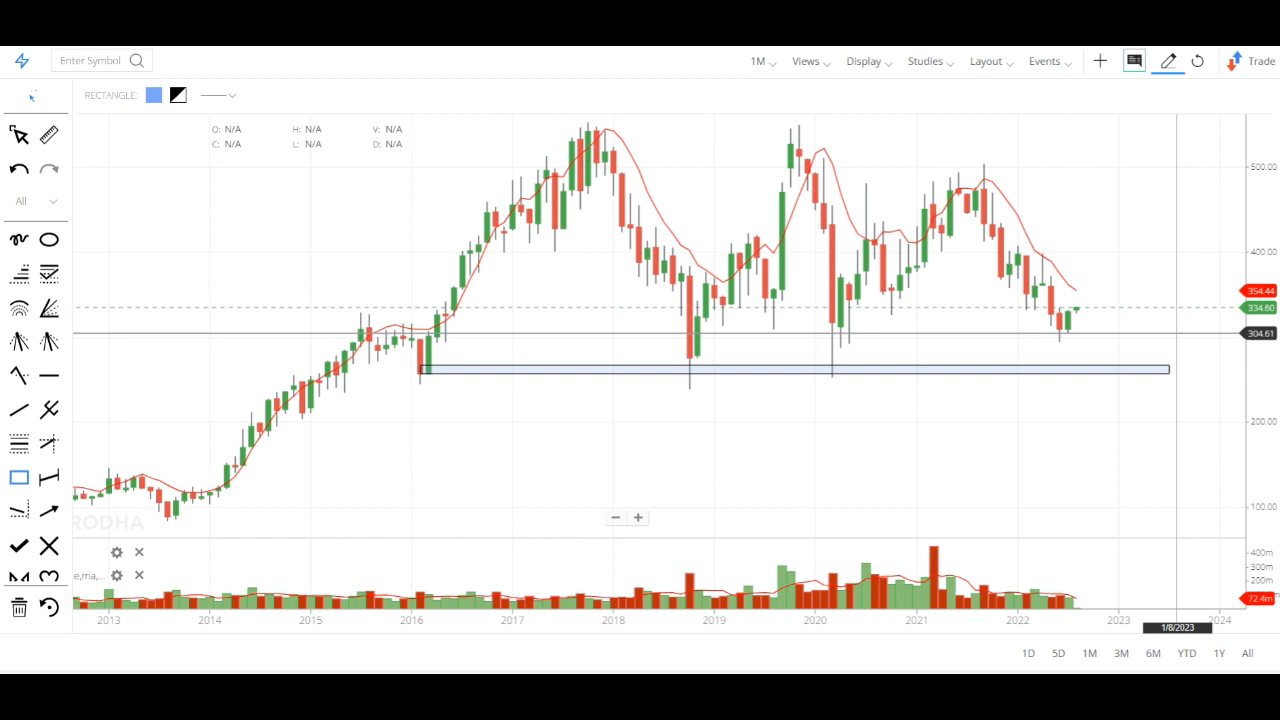 Enter Symbol 1M Views Display Studies Layout Events Trade
RECTANGLE:
O: N/A H: N/A V: N/A
C: N/A L: N/A D: N/A
All
500.00
400.00
354.44
334.60
304.61
200.00
100.00
RODHA
400m
300m
200m
e,ma,...
72.4m
2013 2014 2015 2016 2017 2018 2019 2020 2021 2022 2023 2024
1/8/2023
1D 5D 1M 3M 6M YTD 1Y All